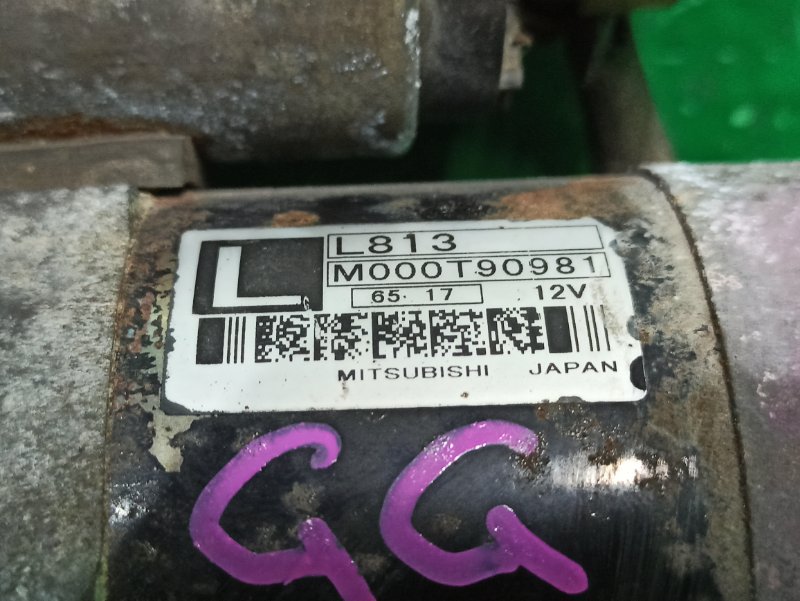 L
L813
M000T90981
65.17 12V
MITSUBISHI JAPAN
GG